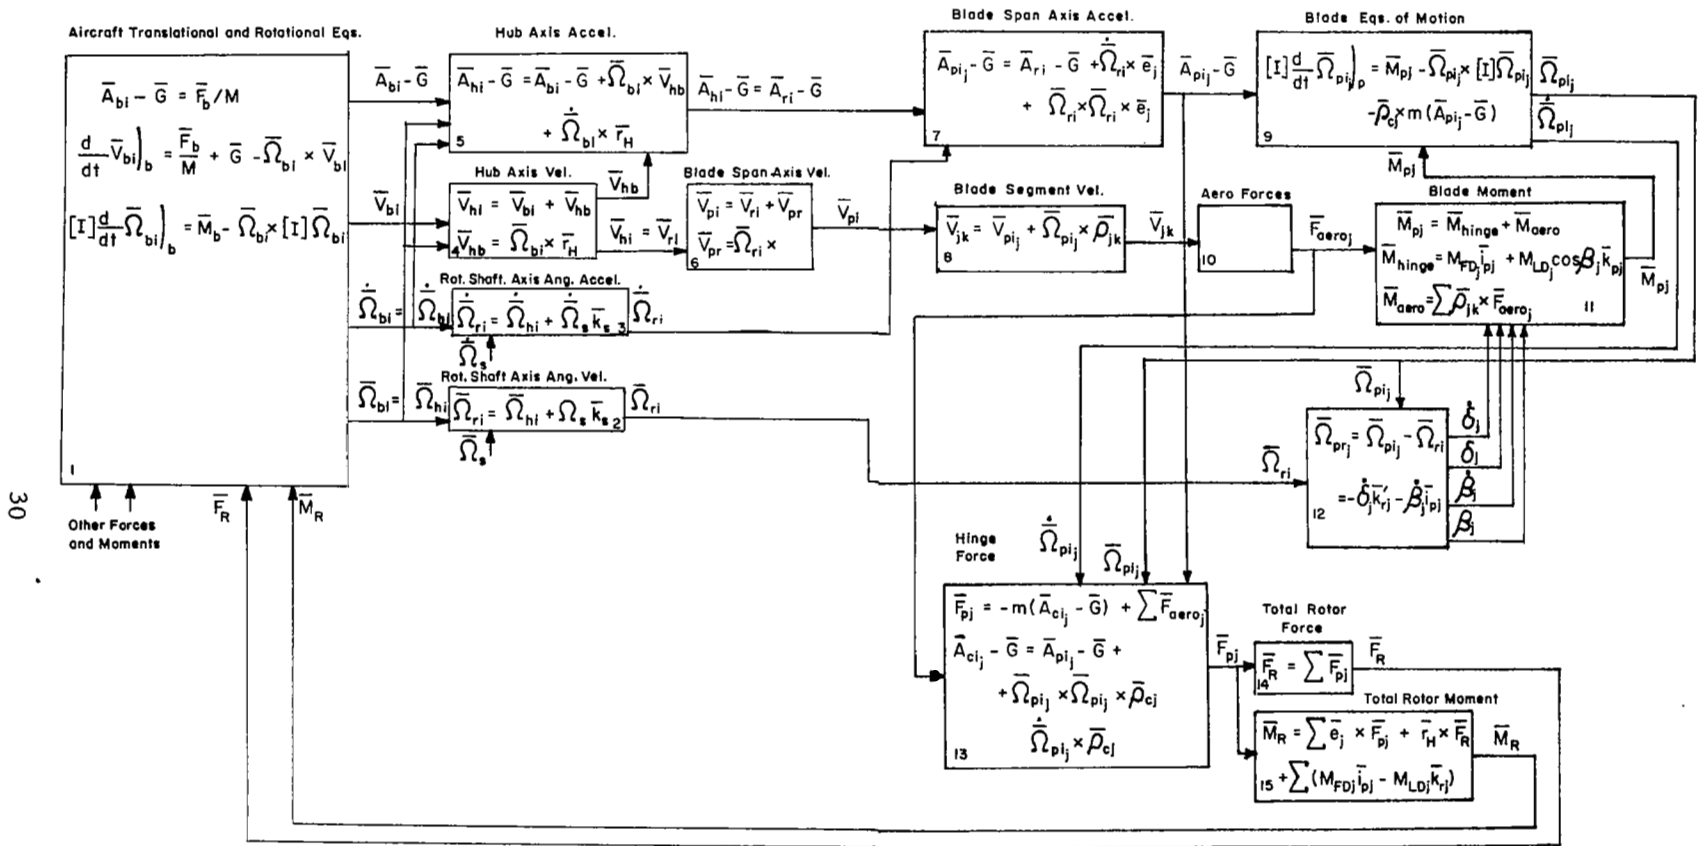 Aircraft Translational and Rotational Eqs.
A̅bi - G̅ = F̅b/M
d/dt V̅bi)b = F̅b/M + G̅ - Ω̅bi × V̅bi
[I] d/dt Ω̅bi)b = M̅b - Ω̅bi × [I] Ω̅bi
1
Other Forces
and Moments
F̅R
M̅R
A̅bi - G̅
V̅bi
Ω̅̇bi = Ω̅̇hi
Ω̅bi = Ω̅hi
Hub Axis Accel.
A̅hi - G̅ = A̅bi - G̅ + Ω̅bi × V̅hb
+ Ω̅̇bi × r̅H
5
A̅hi - G̅ = A̅ri - G̅
Hub Axis Vel.
V̅hb
V̅hi = V̅bi + V̅hb
4 V̅hb = Ω̅bi × r̅H
V̅hi = V̅ri
Blade Span Axis Vel.
V̅pi = V̅ri + V̅pr
V̅pr = Ω̅ri ×
6
V̅pi
Rot. Shaft. Axis Ang. Accel.
Ω̅̇ri = Ω̅̇hi + Ω̅̇s k̅s 3
Ω̅̇ri
Ω̅̇s
Rot. Shaft Axis Ang. Vel.
Ω̅ri = Ω̅hi + Ωs k̅s 2
Ω̅ri
Ω̅s
Blade Span Axis Accel.
A̅pij - G̅ = A̅ri - G̅ + Ω̅̇ri × e̅j
+ Ω̅ri × Ω̅ri × e̅j
7
A̅pij - G̅
Blade Segment Vel.
V̅jk = V̅pij + Ω̅pij × ρ̅jk
8
V̅jk
Aero Forces
10
F̅aeroj
Blade Eqs. of Motion
[I] d/dt Ω̅pij)p = M̅pj - Ω̅pij × [I] Ω̅pij
-ρ̅cj × m(A̅pij - G̅)
9
Ω̅pij
Ω̅̇pij
M̅pj
Blade Moment
M̅pj = M̅hinge + M̅aero
M̅hinge = MFDj i̅pj + MLDj cosβj k̅pj
M̅aero = ∑ρ̅jk × F̅aeroj
11
M̅pj
Ω̅pij
Ω̅ri
Ω̅prj = Ω̅pij - Ω̅ri
= -δ̇j k̅'rj - β̇j i̅pj
12
δ̇j
δj
β̇j
βj
Hinge
Force
Ω̅̇pij
Ω̅pij
F̅pj = -m(A̅cij - G̅) + ∑F̅aeroj
A̅cij - G̅ = A̅pij - G̅ +
+ Ω̅pij × Ω̅pij × ρ̅cj
Ω̅̇pij × ρ̅cj
13
F̅pj
Total Rotor
Force
F̅R = ∑F̅pj
14
F̅R
Total Rotor Moment
M̅R = ∑e̅j × F̅pj + r̅H × F̅R
15 + ∑(MFDj i̅pj - MLDj k̅rj)
M̅R
30